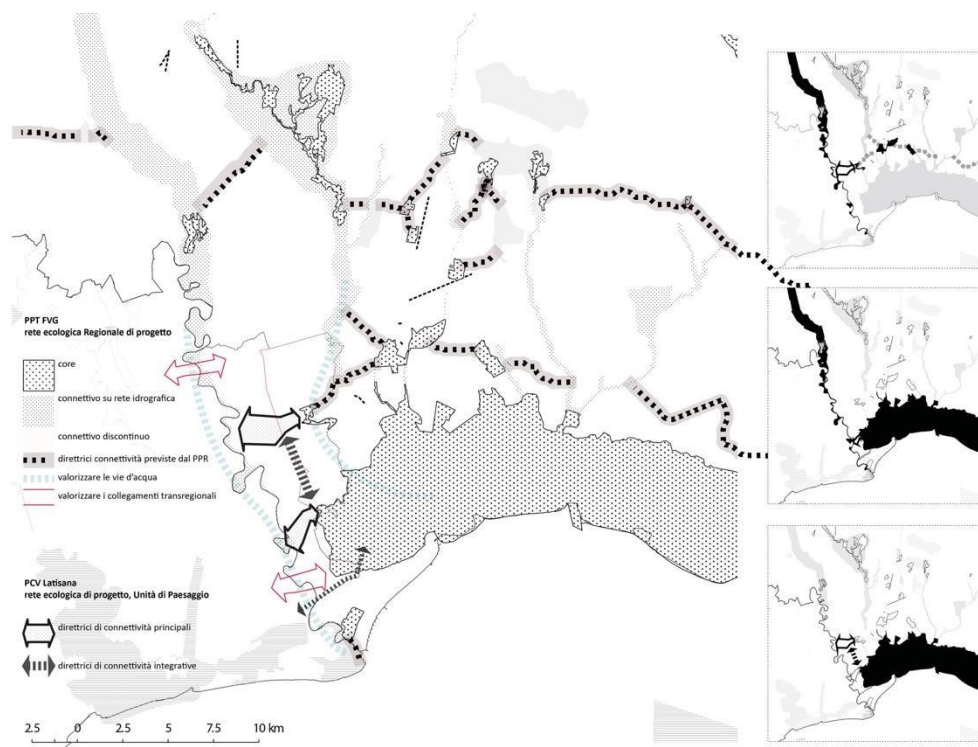 PPT FVG
rete ecologica Regionale di progetto
core
connettivo su rete idrografica
connettivo discontinuo
direttrici connettività previste dal PPR
valorizzare le vie d'acqua
valorizzare i collegamenti transregionali
PCV Latisana
rete ecologica di progetto, Unità di Paesaggio
direttrici di connettività principali
direttrici di connettività integrative
2.5 0 2.5 5 7.5 10 km